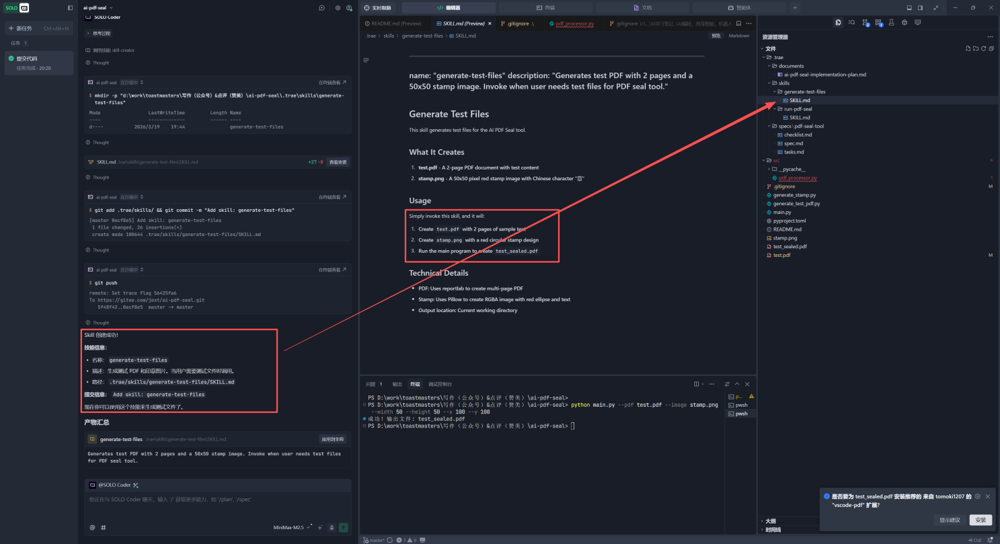 SOLO
新任务 Ctrl+Alt+N
任务 1
提交代码
任务完成 · 20:20
ai-pdf-seal
SOLO Coder
思考过程
调用技能: skill-creator
Thought
ai-pdf-seal 在沙箱中 在终端查看
$ mkdir -p "d:\work\toastmasters\写作（公众号）&点评（赞美）\ai-pdf-seal\.trae\skills\generate-
test-files"
Mode LastWriteTime Length Name
---- ------------- ------ ----
d---- 2026/3/19 19:44 generate-test-files
Thought
SKILL.md .trae\skills\generate-test-files\SKILL.md +27 -0 查看变更
Thought
ai-pdf-seal 在沙箱中 在终端查看
$ git add .trae/skills/ && git commit -m "Add skill: generate-test-files"
[master 0ecf8e5] Add skill: generate-test-files
1 file changed, 26 insertions(+)
create mode 100644 .trae/skills/generate-test-files/SKILL.md
Thought
ai-pdf-seal 在沙箱中 在终端查看
$ git push
remote: Set trace flag 56425fa6
To https://gitee.com/jext/ai-pdf-seal.git
5f48f42..0ecf8e5 master -> master
Thought
Skill 创建成功!
技能信息:
• 名称: generate-test-files
• 描述: 生成测试 PDF 和印章图片。当用户需要测试文件时调用。
• 路径: .trae/skills/generate-test-files/SKILL.md
提交信息: Add skill: generate-test-files
现在你可以使用这个技能来生成测试文件了。
产物汇总
generate-test-files .trae\skills\generate-test-files\SKILL.md 应用到全局
Generates test PDF with 2 pages and a 50x50 stamp image. Invoke when user needs test files
for PDF seal tool.
@SOLO Coder
您正在与 SOLO Coder 聊天，输入 '/' 获取更多能力，如 '/plan', '/spec'
@ # MiniMax-M2.5
实时跟随 编辑器 终端 文档 智能体 +
README.md (Preview) SKILL.md (Preview) .gitignore .\ pdf_processor.py .gitignore
.trae > skills > generate-test-files > SKILL.md 预览 Markdown
name: "generate-test-files" description: "Generates test PDF with 2 pages and a
50x50 stamp image. Invoke when user needs test files for PDF seal tool."
Generate Test Files
This skill generates test files for the AI PDF Seal tool.
What It Creates
1. test.pdf - A 2-page PDF document with test content
2. stamp.png - A 50x50 pixel red stamp image with Chinese character "章"
Usage
Simply invoke this skill, and it will:
1. Create test.pdf with 2 pages of sample text
2. Create stamp.png with a red circular stamp design
3. Run the main program to create test_sealed.pdf
Technical Details
• PDF: Uses reportlab to create multi-page PDF
• Stamp: Uses Pillow to create RGBA image with red ellipse and text
• Output location: Current working directory
问题 1 输出 终端 调试控制台
PS D:\work\toastmasters\写作（公众号）&点评（赞美）\ai-pdf-seal>
PS D:\work\toastmasters\写作（公众号）&点评（赞美）\ai-pdf-seal> python main.py --pdf test.pdf --image stamp.png
--width 50 --height 50 --x 100 --y 100
成功! 输出文件: test_sealed.pdf
PS D:\work\toastmasters\写作（公众号）&点评（赞美）\ai-pdf-seal>
p...
pwsh
pwsh
资源管理器
文件
.trae
documents
ai-pdf-seal-implementation-plan.md
skills
generate-test-files
SKILL.md
run-pdf-seal
SKILL.md
specs\pdf-seal-tool
checklist.md
spec.md
tasks.md
src
__pycache__
pdf_processor.py 1
.gitignore M
generate_stamp.py
generate_test_pdf.py
main.py
pyproject.toml
README.md
stamp.png
test_sealed.pdf
test.pdf M
是否要为 test_sealed.pdf 安装推荐的 来自 tomoki1207 的
"vscode-pdf" 扩展?
显示建议 安装
大纲
时间线
master* 1 0 CUE